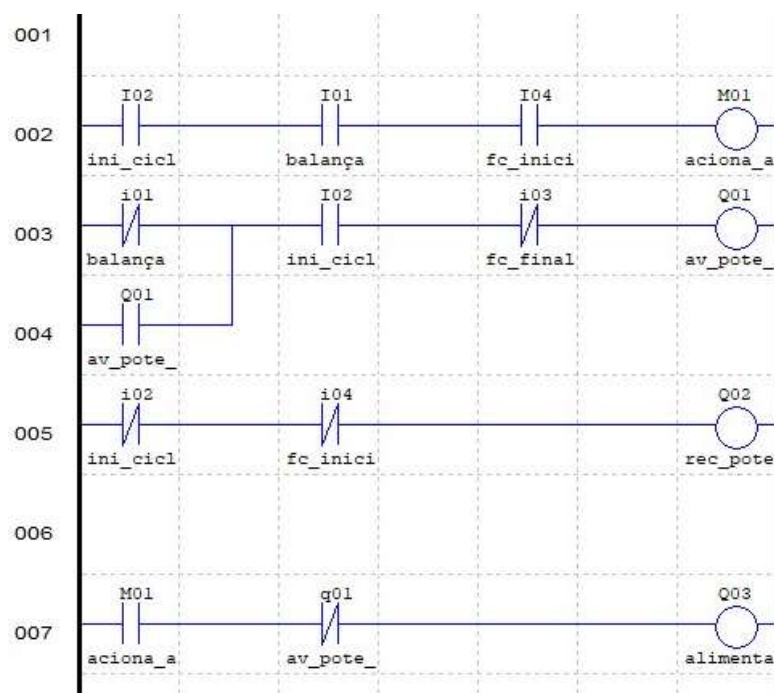 001
I02 I01 I04 M01
002
ini_cicl balança fc_inici aciona_a
i01 I02 i03 Q01
003
balança ini_cicl fc_final av_pote_
Q01
004
av_pote_
i02 i04 Q02
005
ini_cicl fc_inici rec_pote
006
M01 q01 Q03
007
aciona_a av_pote_ alimenta